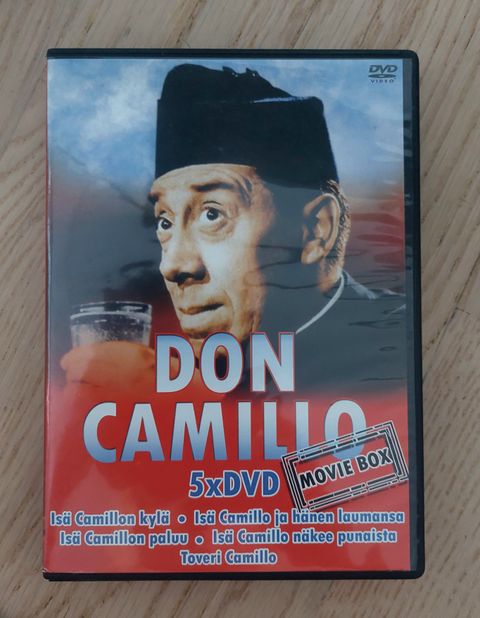 DVD
VIDEO
DON
CAMILLO
5xDVD
MOVIE BOX
Isä Camillon kylä • Isä Camillo ja hänen laumansa
Isä Camillon paluu • Isä Camillo näkee punaista
Toveri Camillo